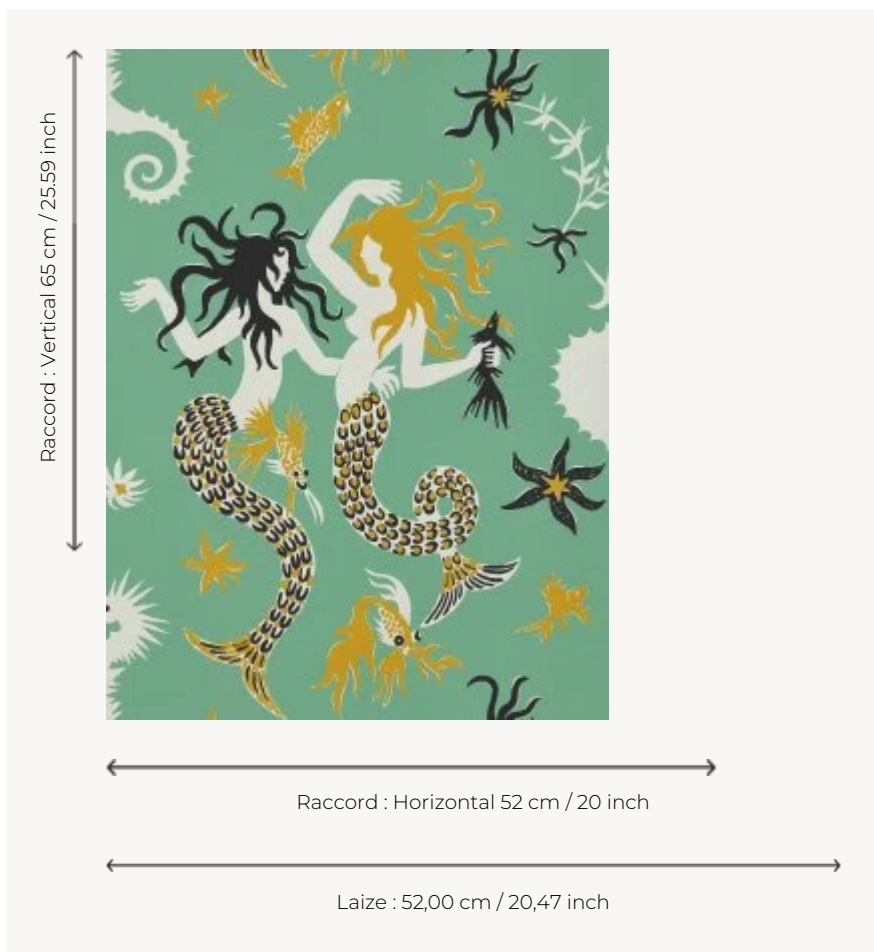 Raccord : Vertical 65 cm / 25.59 inch
Raccord : Horizontal 52 cm / 20 inch
Laize : 52,00 cm / 20,47 inch